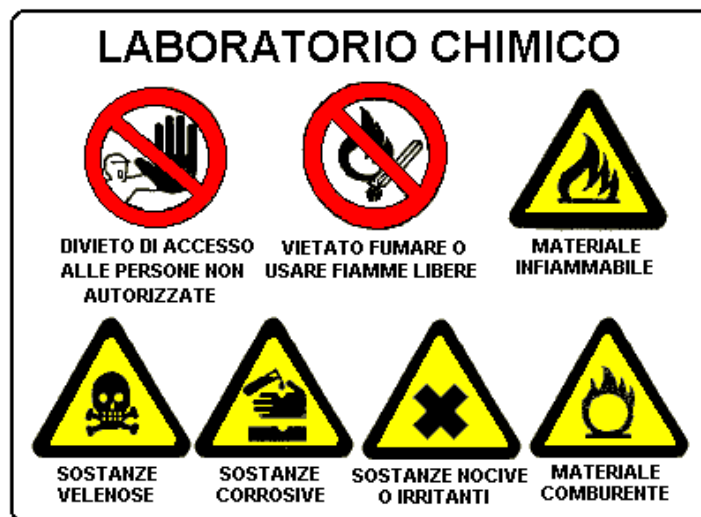 LABORATORIO CHIMICO
DIVIETO DI ACCESSO
ALLE PERSONE NON
AUTORIZZATE
VIETATO FUMARE O
USARE FIAMME LIBERE
MATERIALE
INFIAMMABILE
SOSTANZE
VELENOSE
SOSTANZE
CORROSIVE
SOSTANZE NOCIVE
O IRRITANTI
MATERIALE
COMBURENTE